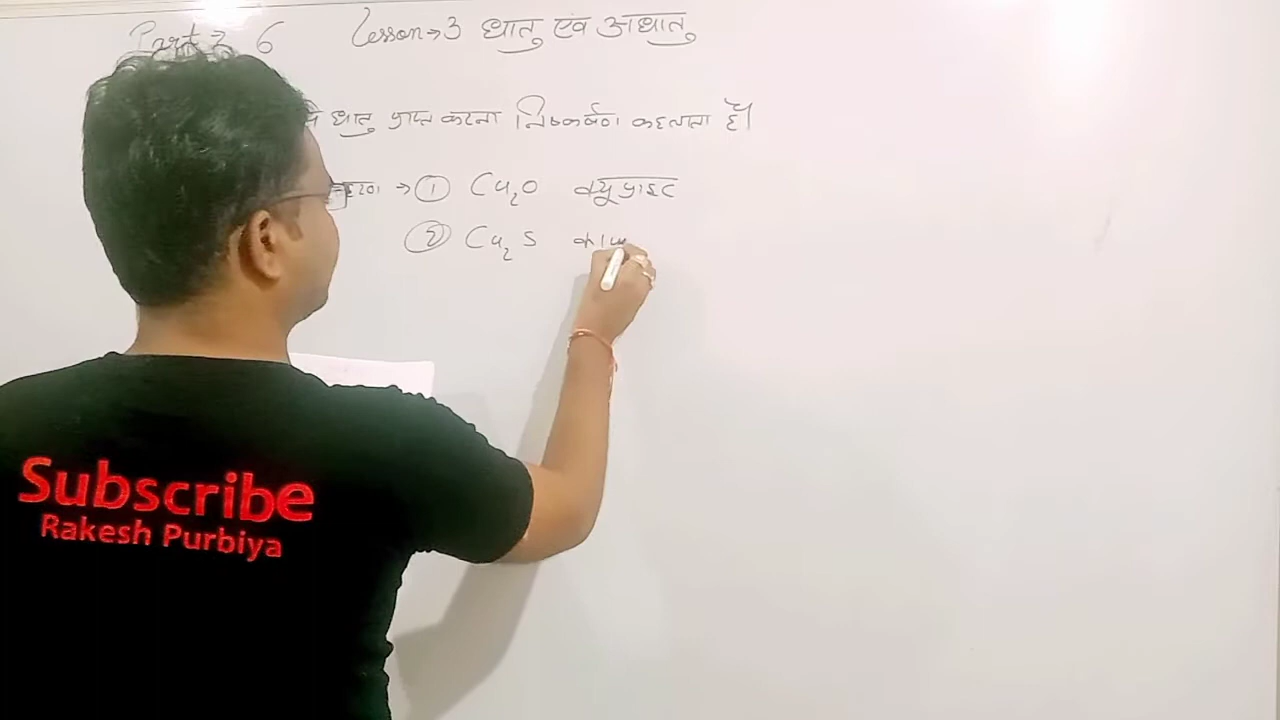 Part → 6 Lesson → 3 धातु एवं अधातु
धातु प्राप्त करना निष्कर्षण कहलाता है।
→ ① Cu₂O क्यूप्राइट
② Cu₂S
Subscribe
Rakesh Purbiya